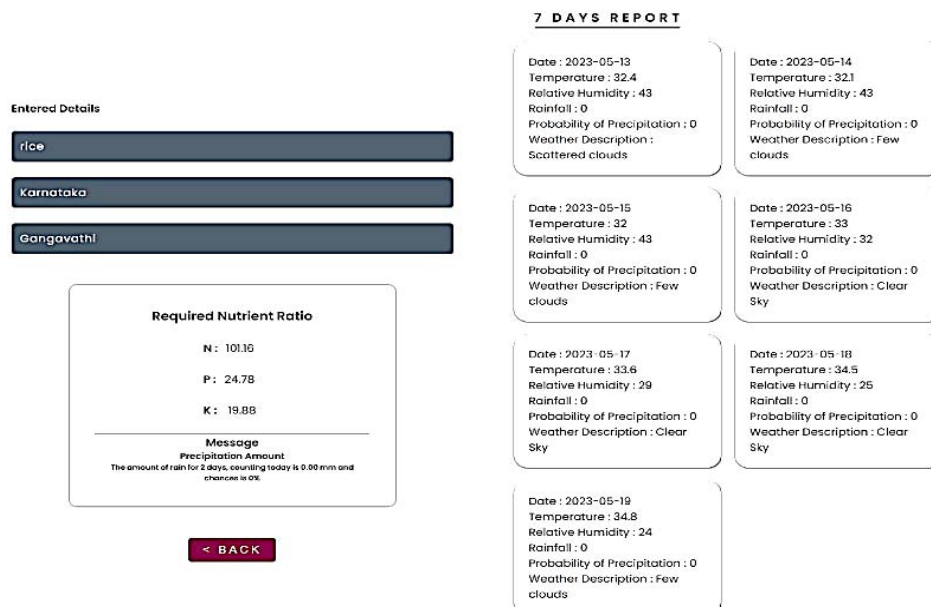 Entered Details
rice
Karnataka
Gangavathi
Required Nutrient Ratio
N : 101.16
P : 24.78
K : 19.88
Message
Precipitation Amount
The amount of rain for 2 days, counting today is 0.00 mm and
chances is 0%
< BACK
7 DAYS REPORT
Date : 2023-05-13
Temperature : 32.4
Relative Humidity : 43
Rainfall : 0
Probability of Precipitation : 0
Weather Description :
Scattered clouds
Date : 2023-05-14
Temperature : 32.1
Relative Humidity : 43
Rainfall : 0
Probability of Precipitation : 0
Weather Description : Few
clouds
Date : 2023-05-15
Temperature : 32
Relative Humidity : 43
Rainfall : 0
Probability of Precipitation : 0
Weather Description : Few
clouds
Date : 2023-05-16
Temperature : 33
Relative Humidity : 32
Rainfall : 0
Probability of Precipitation : 0
Weather Description : Clear
Sky
Date : 2023-05-17
Temperature : 33.6
Relative Humidity : 29
Rainfall : 0
Probability of Precipitation : 0
Weather Description : Clear
Sky
Date : 2023-05-18
Temperature : 34.5
Relative Humidity : 25
Rainfall : 0
Probability of Precipitation : 0
Weather Description : Clear
Sky
Date : 2023-05-19
Temperature : 34.8
Relative Humidity : 24
Rainfall : 0
Probability of Precipitation : 0
Weather Description : Few
clouds